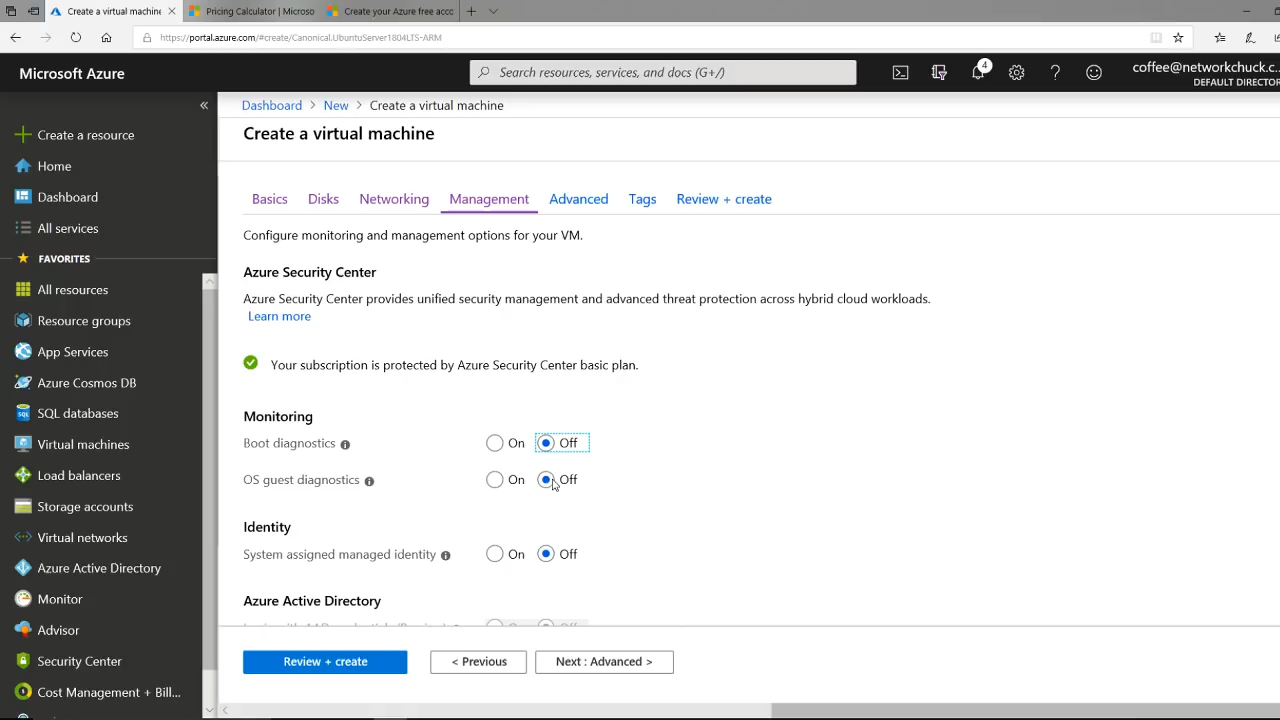 Create a virtual machine
Pricing Calculator | Microso
Create your Azure free acco
https://portal.azure.com/#create/Canonical.UbuntuServer1804LTS-ARM
Microsoft Azure
Search resources, services, and docs (G+/)
4
coffee@networkchuck.c...
DEFAULT DIRECTOR
Dashboard > New > Create a virtual machine
Create a virtual machine
«
Create a resource
Home
Dashboard
All services
FAVORITES
All resources
Resource groups
App Services
Azure Cosmos DB
SQL databases
Virtual machines
Load balancers
Storage accounts
Virtual networks
Azure Active Directory
Monitor
Advisor
Security Center
Cost Management + Bill...
Basics Disks Networking Management Advanced Tags Review + create
Configure monitoring and management options for your VM.
Azure Security Center
Azure Security Center provides unified security management and advanced threat protection across hybrid cloud workloads.
Learn more
Your subscription is protected by Azure Security Center basic plan.
Monitoring
Boot diagnostics On Off
OS guest diagnostics On Off
Identity
System assigned managed identity On Off
Azure Active Directory
Review + create
< Previous
Next : Advanced >